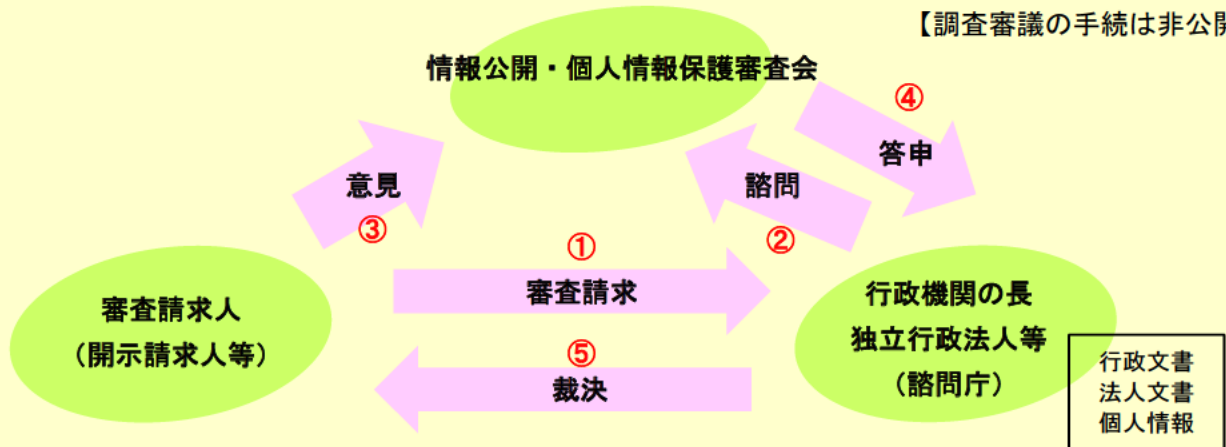 【調査審議の手続は非公開
情報公開・個人情報保護審査会
④
答申
意見
諮問
③
①
②
審査請求
審査請求人
（開示請求人等）
行政機関の長
独立行政法人等
（諮問庁）
⑤
裁決
行政文書
法人文書
個人情報